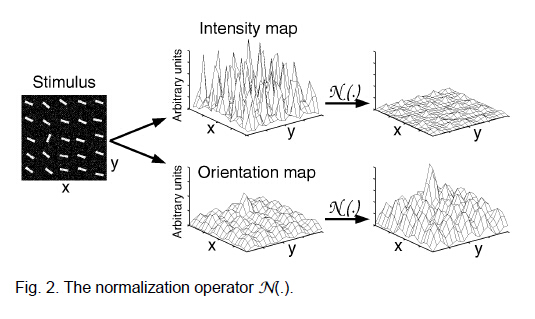 Intensity map
Stimulus
Arbitrary units
x
y
𝒩(.)
x
y
x
y
Orientation map
Arbitrary units
x
y
𝒩(.)
x
y
Fig. 2. The normalization operator 𝒩(.).